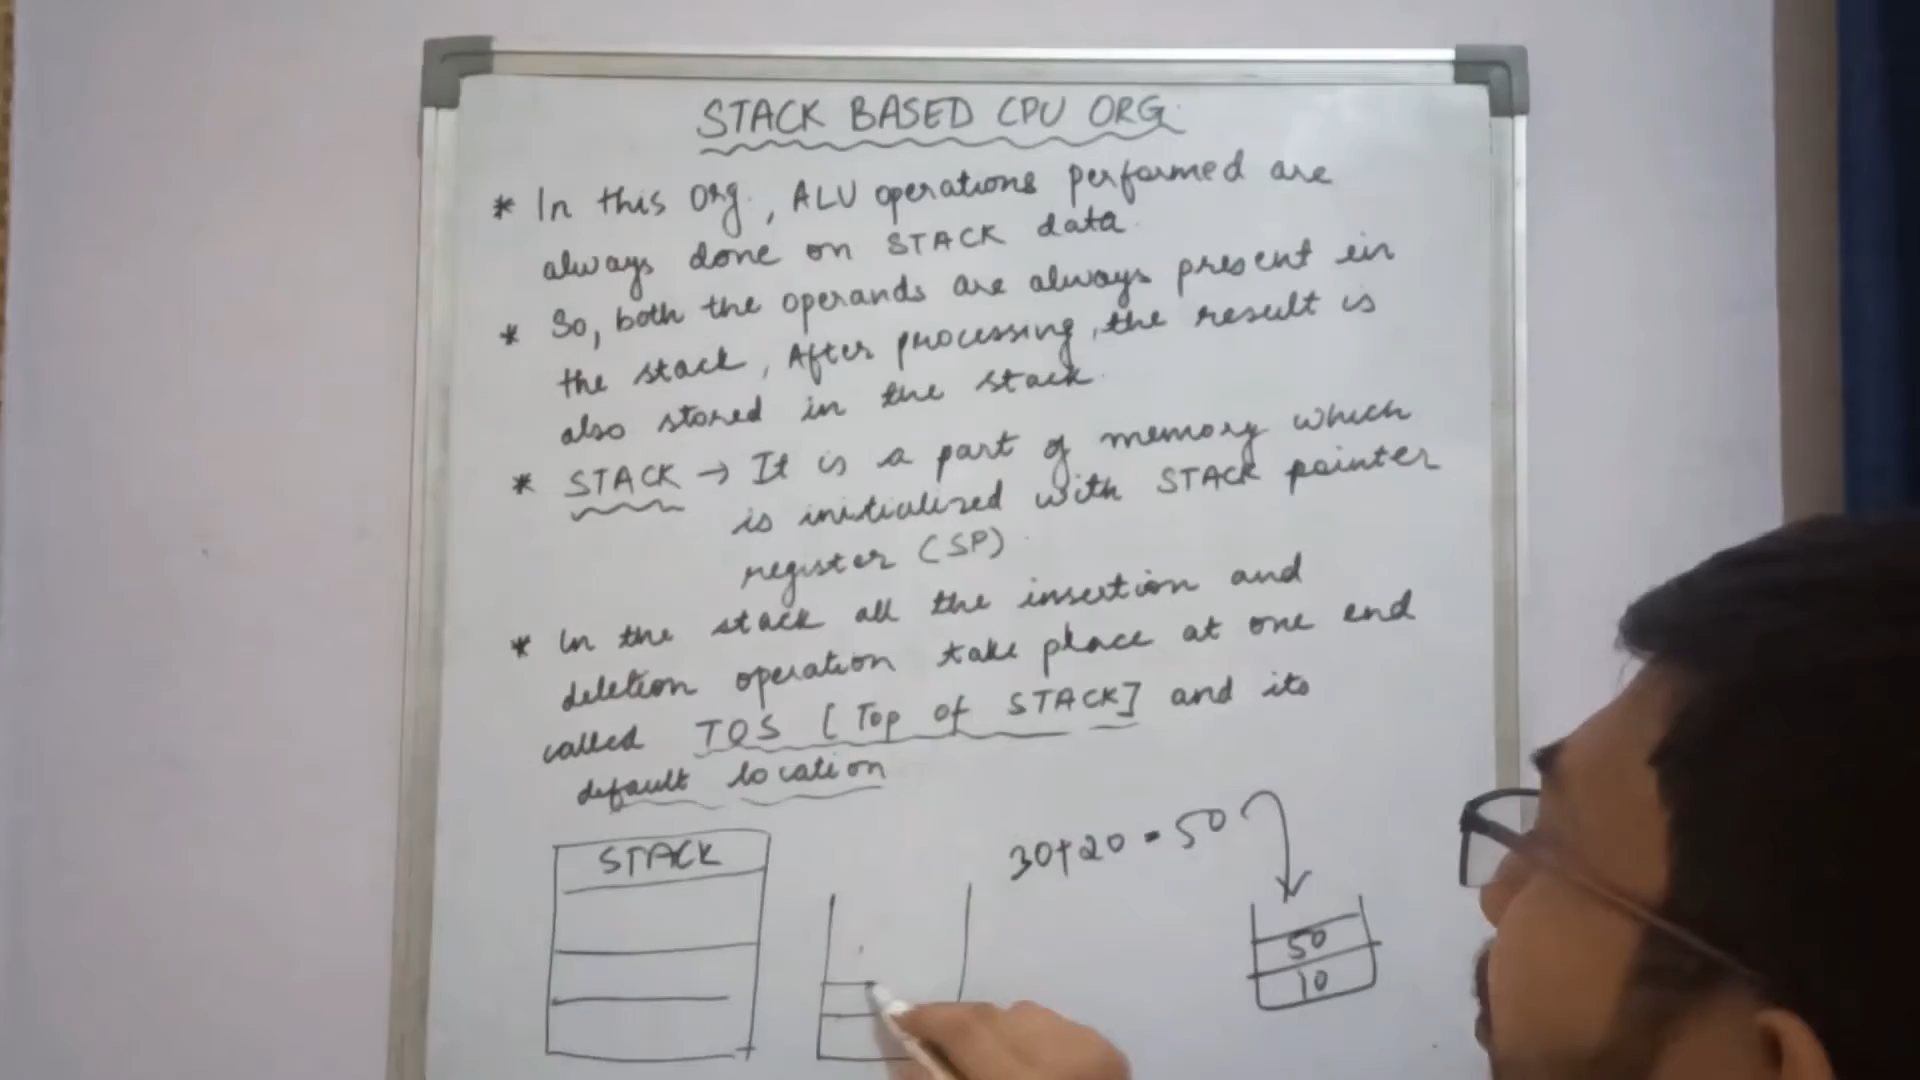 STACK BASED CPU ORG.
* In this org., ALU operations performed are
always done on STACK data.
* So, both the operands are always present in
the stack, After processing, the result is
also stored in the stack.
* STACK → It is a part of memory which
is initialized with STACK pointer
register (SP).
* In the stack all the insertion and
deletion operation take place at one end
called TOS [Top of STACK] and its
default location
STACK
30+20=50
50
10